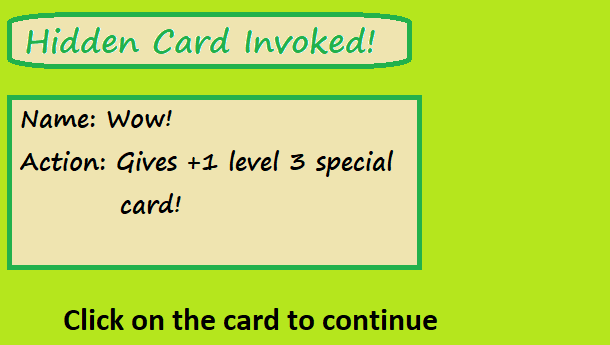 Hidden Card Invoked!
Name: Wow!
Action: Gives +1 level 3 special
card!
Click on the card to continue